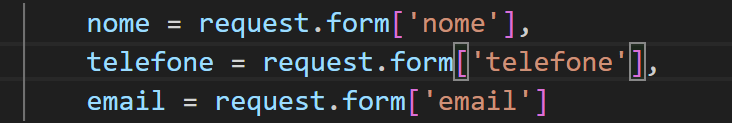 nome = request.form['nome'],
telefone = request.form['telefone'],
email = request.form['email']